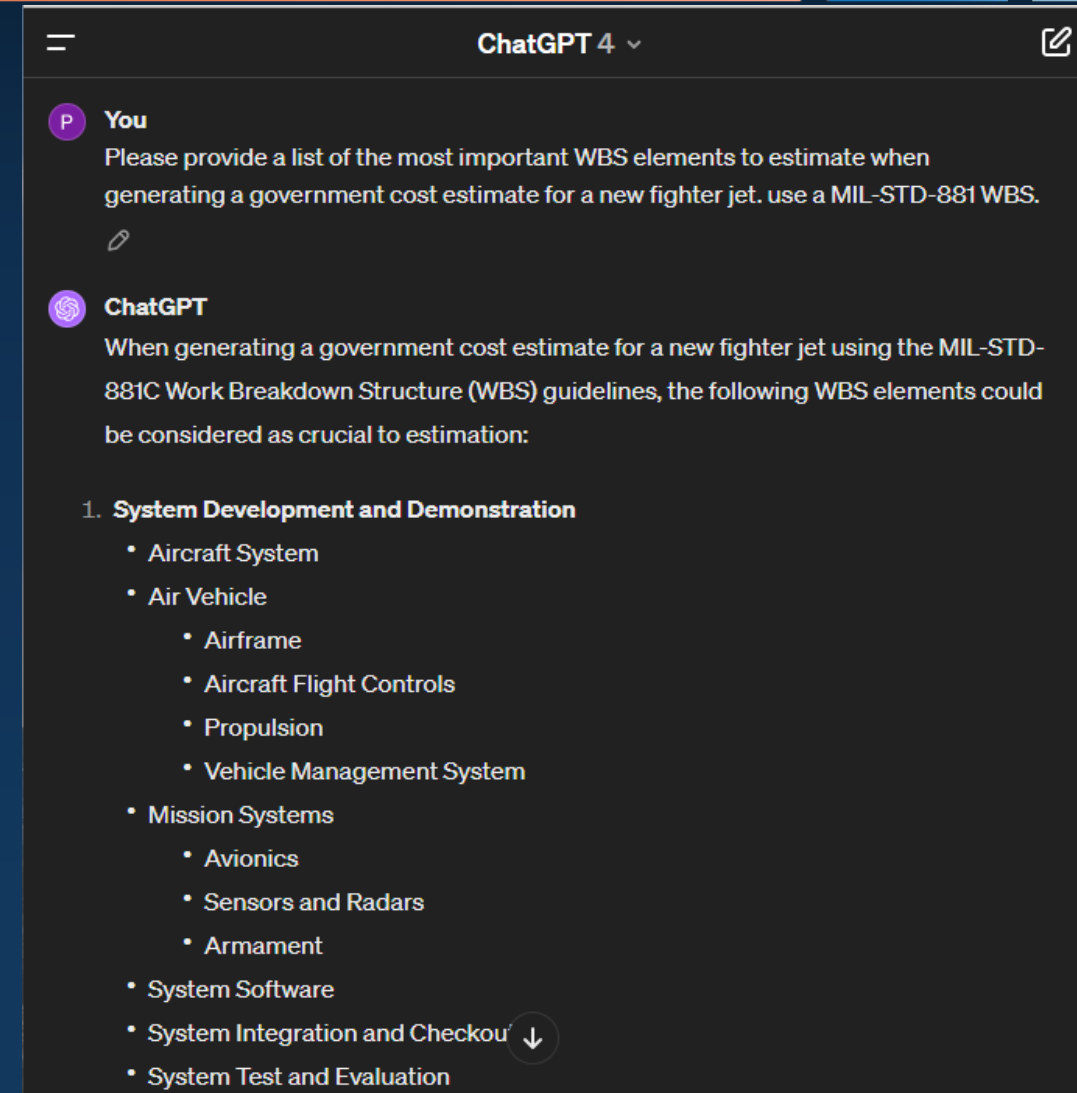 ChatGPT 4
P
You
Please provide a list of the most important WBS elements to estimate when
generating a government cost estimate for a new fighter jet. use a MIL-STD-881 WBS.
ChatGPT
When generating a government cost estimate for a new fighter jet using the MIL-STD-
881C Work Breakdown Structure (WBS) guidelines, the following WBS elements could
be considered as crucial to estimation:
1. System Development and Demonstration
• Aircraft System
• Air Vehicle
• Airframe
• Aircraft Flight Controls
• Propulsion
• Vehicle Management System
• Mission Systems
• Avionics
• Sensors and Radars
• Armament
• System Software
• System Integration and
• System Test and Evaluation